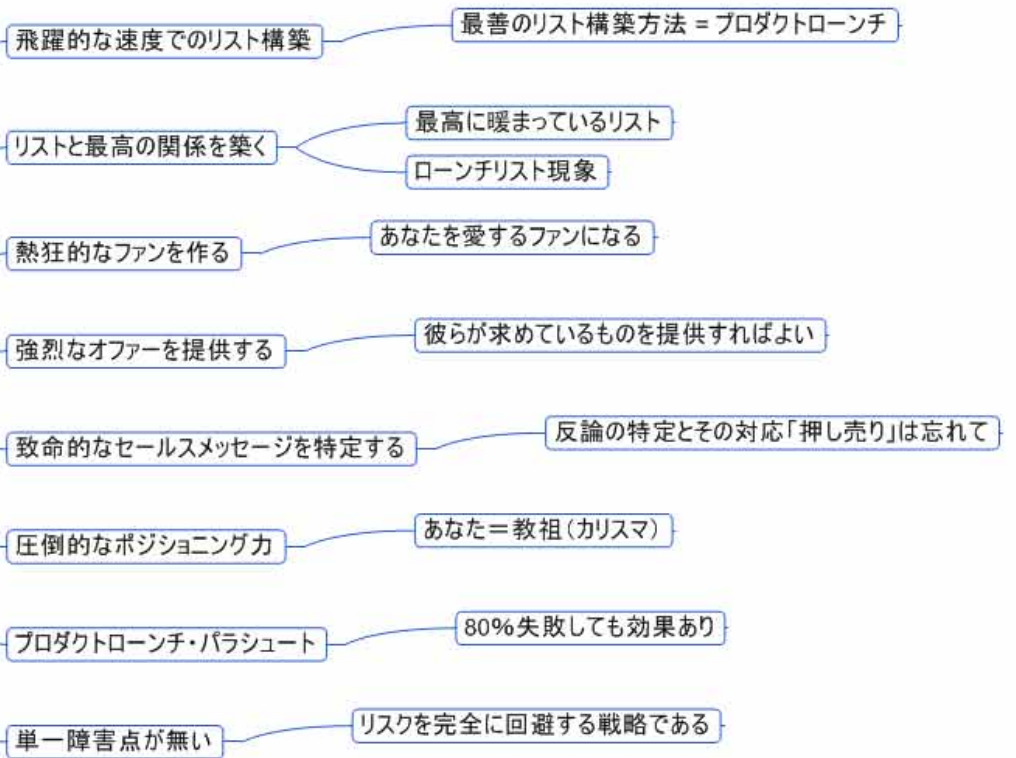 飛躍的な速度でのリスト構築
最善のリスト構築方法 = プロダクトローンチ
リストと最高の関係を築く
最高に暖まっているリスト
ローンチリスト現象
熱狂的なファンを作る
あなたを愛するファンになる
強烈なオファーを提供する
彼らが求めているものを提供すればよい
致命的なセールスメッセージを特定する
反論の特定とその対応「押し売り」は忘れて
圧倒的なポジショニング力
あなた=教祖(カリスマ)
プロダクトローンチ・パラシュート
80%失敗しても効果あり
単一障害点が無い
リスクを完全に回避する戦略である